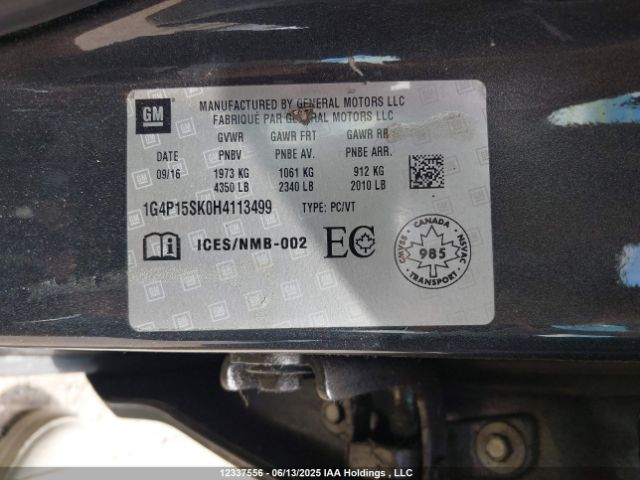 GM
MANUFACTURED BY GENERAL MOTORS LLC
FABRIQUÉ PAR GENERAL MOTORS LLC
GVWR GAWR FRT GAWR RR
DATE PNBV PNBE AV. PNBE ARR.
09/16 1973 KG 1061 KG 912 KG
4350 LB 2340 LB 2010 LB
1G4P15SK0H4113499 TYPE: PC/VT
ICES/NMB-002 EC
CANADA
CMVSS 985 NSVAC
TRANSPORT
12337556 - 06/13/2025 IAA Holdings , LLC